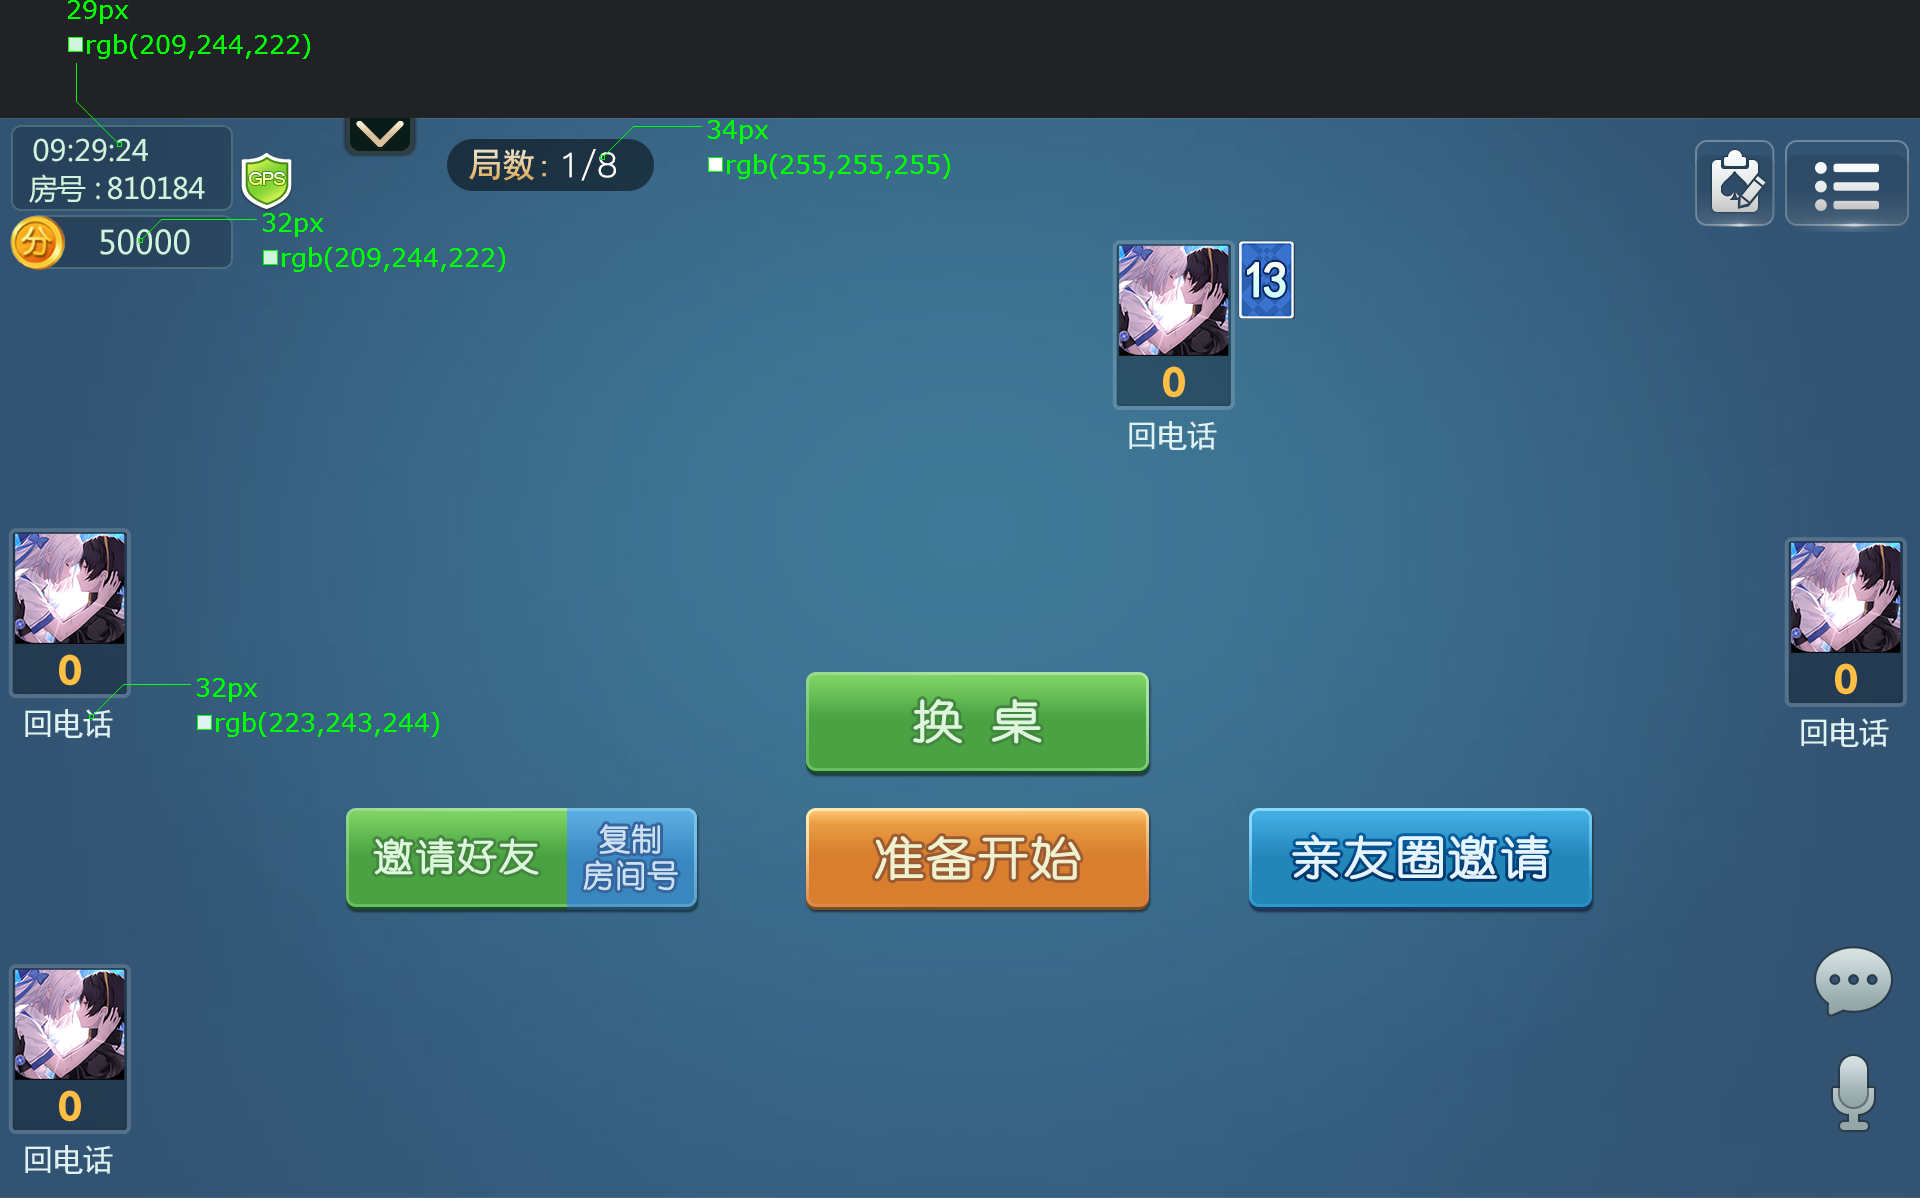 29px
rgb(209,244,222)
09:29:24
房号 : 810184
GPS
局数: 1/8
34px
rgb(255,255,255)
分 50000
32px
rgb(209,244,222)
13
0
回电话
0
32px
rgb(223,243,244)
回电话
0
回电话
换 桌
邀请好友
复制
房间号
准备开始
亲友圈邀请
0
回电话